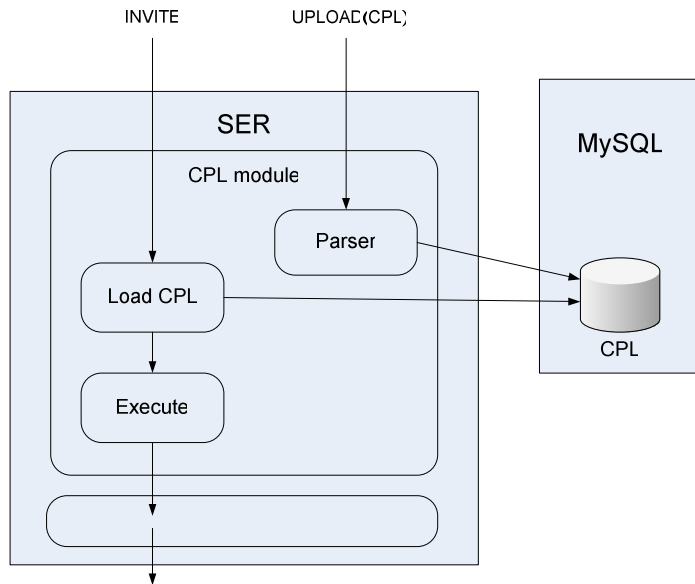 INVITE
UPLOAD(CPL)
SER
MySQL
CPL module
Parser
Load CPL
CPL
Execute